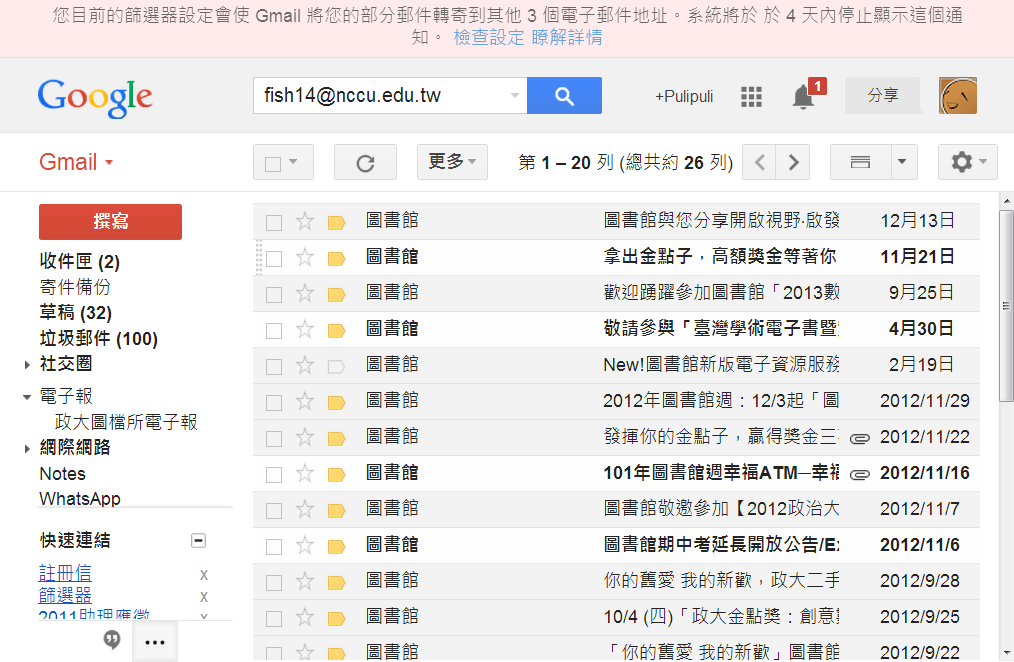 您目前的篩選器設定會使 Gmail 將您的部分郵件轉寄到其他 3 個電子郵件地址。系統將於 於 4 天內停止顯示這個通
知。 檢查設定 瞭解詳情
Google
fish14@nccu.edu.tw
+Pulipuli
1
分享
Gmail
更多
第 1 – 20 列 (總共約 26 列)
撰寫
收件匣 (2)
寄件備份
草稿 (32)
垃圾郵件 (100)
社交圈
電子報
政大圖檔所電子報
網際網路
Notes
WhatsApp
快速連結
註冊信 x
篩選器 x
2011助理應徵 x
圖書館 圖書館與您分享開啟視野‧啟發 12月13日
圖書館 拿出金點子，高額獎金等著你 11月21日
圖書館 歡迎踴躍參加圖書館「2013數 9月25日
圖書館 敬請參與「臺灣學術電子書暨 4月30日
圖書館 New!圖書館新版電子資源服務 2月19日
圖書館 2012年圖書館週：12/3起「圖 2012/11/29
圖書館 發揮你的金點子，贏得獎金三 2012/11/22
圖書館 101年圖書館週幸福ATM─幸福 2012/11/16
圖書館 圖書館敬邀參加【2012政治大 2012/11/7
圖書館 圖書館期中考延長開放公告/Ex 2012/11/6
圖書館 你的舊愛 我的新歡，政大二手 2012/9/28
圖書館 10/4 (四)「政大金點獎：創意 2012/9/25
圖書館 「你的舊愛 我的新歡」圖書館 2012/9/22